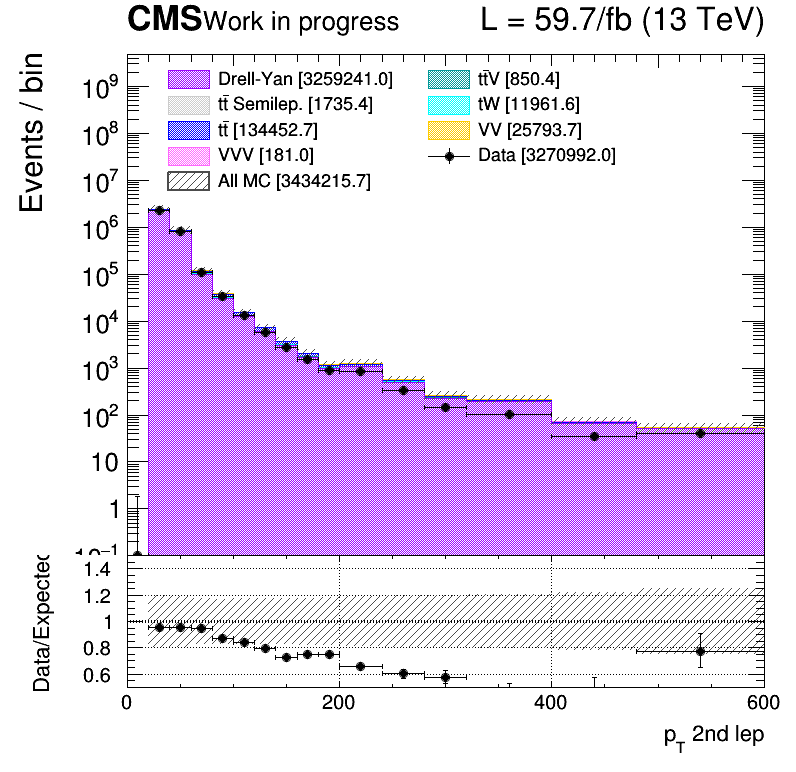 CMS Work in progress L = 59.7/fb (13 TeV)
Events / bin
Drell-Yan [3259241.0]
tt̄ Semilep. [1735.4]
tt̄ [134452.7]
VVV [181.0]
All MC [3434215.7]
tt̄V [850.4]
tW [11961.6]
VV [25793.7]
Data [3270992.0]
10⁹
10⁸
10⁷
10⁶
10⁵
10⁴
10³
10²
10
1
10⁻¹
Data/Expected
1.4
1.2
1
0.8
0.6
0 200 400 600
p_T 2nd lep